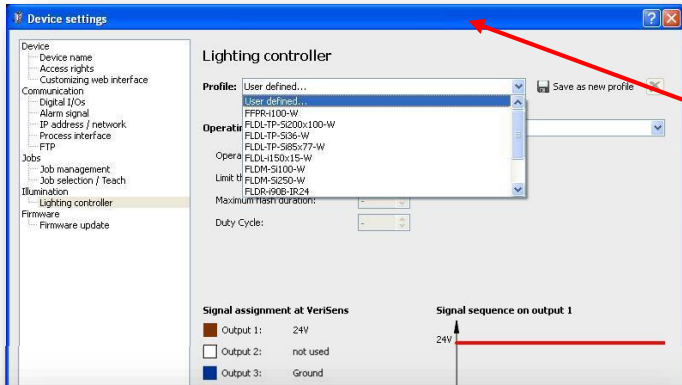 Device settings
Device
Device name
Access rights
Customizing web interface
Communication
Digital I/Os
Alarm signal
IP address / network
Process interface
FTP
Jobs
Job management
Job selection / Teach
Illumination
Lighting controller
Firmware
Firmware update
Lighting controller
Profile: User defined... Save as new profile
User defined...
FFPR-i100-W
FLDL-TP-Si200x100-W
FLDL-TP-Si36-W
FLDL-TP-Si85x77-W
FLDL-i150x15-W
FLDM-Si100-W
FLDM-Si250-W
FLDR-i90B-IR24
Maximum flash duration: -
Duty Cycle: -
Signal assignment at VeriSens
Output 1: 24V
Output 2: not used
Output 3: Ground
Signal sequence on output 1
24V